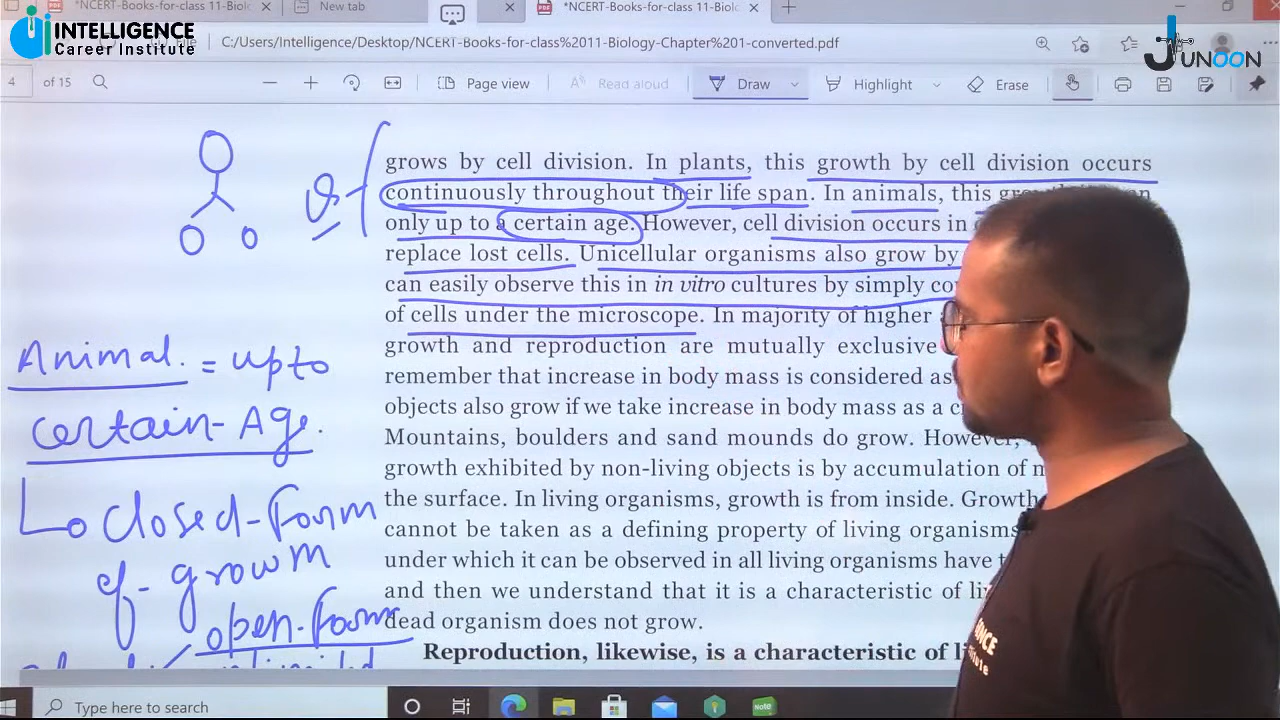 *NCERT-Books-for class 11-Biolo
New tab
*NCERT-Books-for class 11-Biolo
INTELLIGENCE
Career Institute
File
C:/Users/Intelligence/Desktop/NCERT-Books-for-class%2011-Biology-Chapter%201-converted.pdf
JUNOON
4 of 15
Page view
Read aloud
Draw
Highlight
Erase
grows by cell division. In plants, this growth by cell division occurs
continuously throughout their life span. In animals, this
only up to a certain age. However, cell division occurs in
replace lost cells. Unicellular organisms also grow by
can easily observe this in in vitro cultures by simply
of cells under the microscope. In majority of higher
growth and reproduction are mutually exclusive
remember that increase in body mass is considered as
objects also grow if we take increase in body mass as a
Mountains, boulders and sand mounds do grow. However,
growth exhibited by non-living objects is by accumulation of
the surface. In living organisms, growth is from inside. Growth
cannot be taken as a defining property of living organisms
under which it can be observed in all living organisms have
and then we understand that it is a characteristic of
dead organism does not grow.
Reproduction, likewise, is a characteristic of
Animal. = upto
certain-Age.
closed-Form
of- growth
open-Form
Type here to search